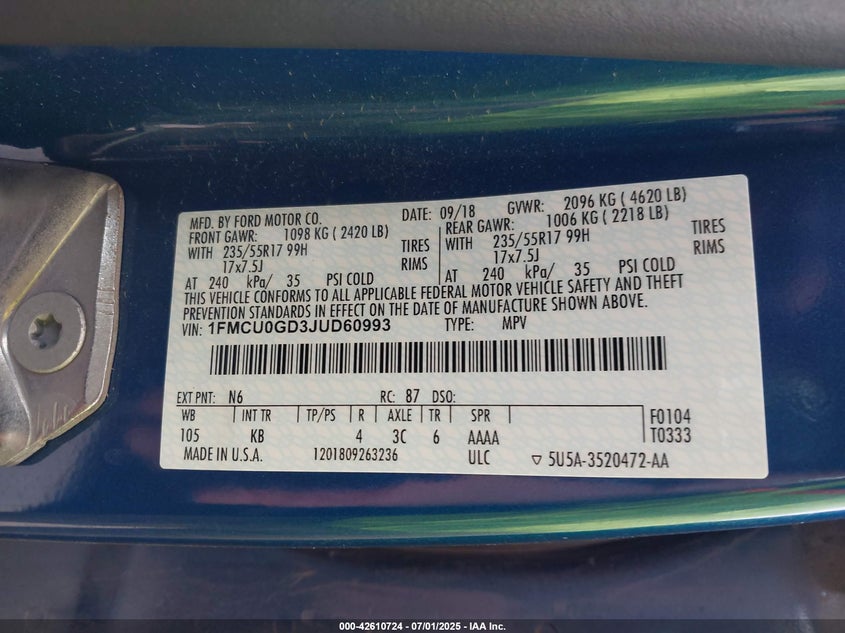 MFD. BY FORD MOTOR CO. DATE: 09/18 GVWR: 2096 KG ( 4620 LB)
FRONT GAWR: 1098 KG ( 2420 LB) REAR GAWR: 1006 KG ( 2218 LB)
WITH 235/55R17 99H TIRES WITH 235/55R17 99H TIRES
17x7.5J RIMS 17x7.5J RIMS
AT 240 kPa/ 35 PSI COLD AT 240 kPa/ 35 PSI COLD
THIS VEHICLE CONFORMS TO ALL APPLICABLE FEDERAL MOTOR VEHICLE SAFETY AND THEFT
PREVENTION STANDARDS IN EFFECT ON THE DATE OF MANUFACTURE SHOWN ABOVE.
VIN: 1FMCU0GD3JUD60993 TYPE: MPV
EXT PNT: N6 RC: 87 DSO:
WB INT TR TP/PS R AXLE TR SPR F0104
105 KB 4 3C 6 AAAA T0333
MADE IN U.S.A. 1201809263236 ULC ▽ 5U5A-3520472-AA
000-42610724 - 07/01/2025 - IAA Inc.